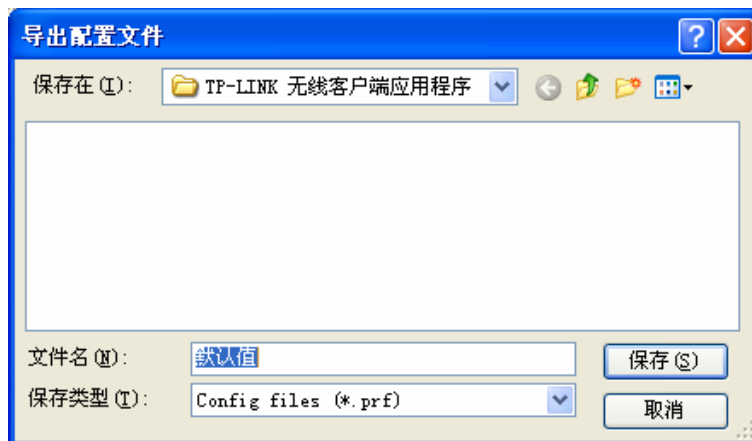 导出配置文件
保存在(I): TP-LINK 无线客户端应用程序
文件名(N): 默认值 保存(S)
保存类型(T): Config files (*.prf) 取消